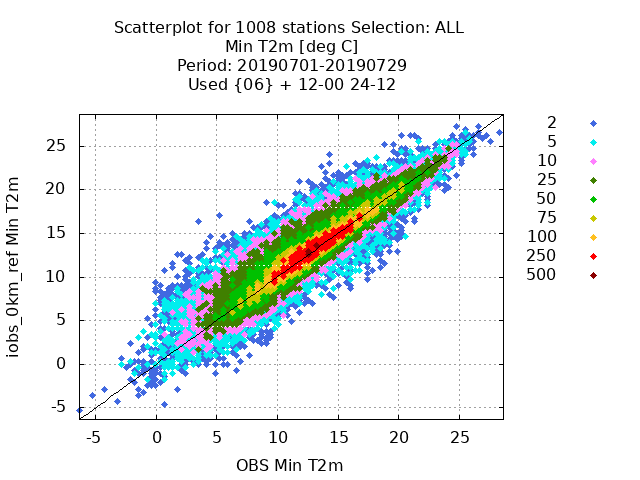 Scatterplot for 1008 stations Selection: ALL
Min T2m [deg C]
Period: 20190701-20190729
Used {06} + 12-00 24-12
iobs_0km_ref Min T2m
25
20
15
10
5
0
-5
-5 0 5 10 15 20 25
OBS Min T2m
2
5
10
25
50
75
100
250
500